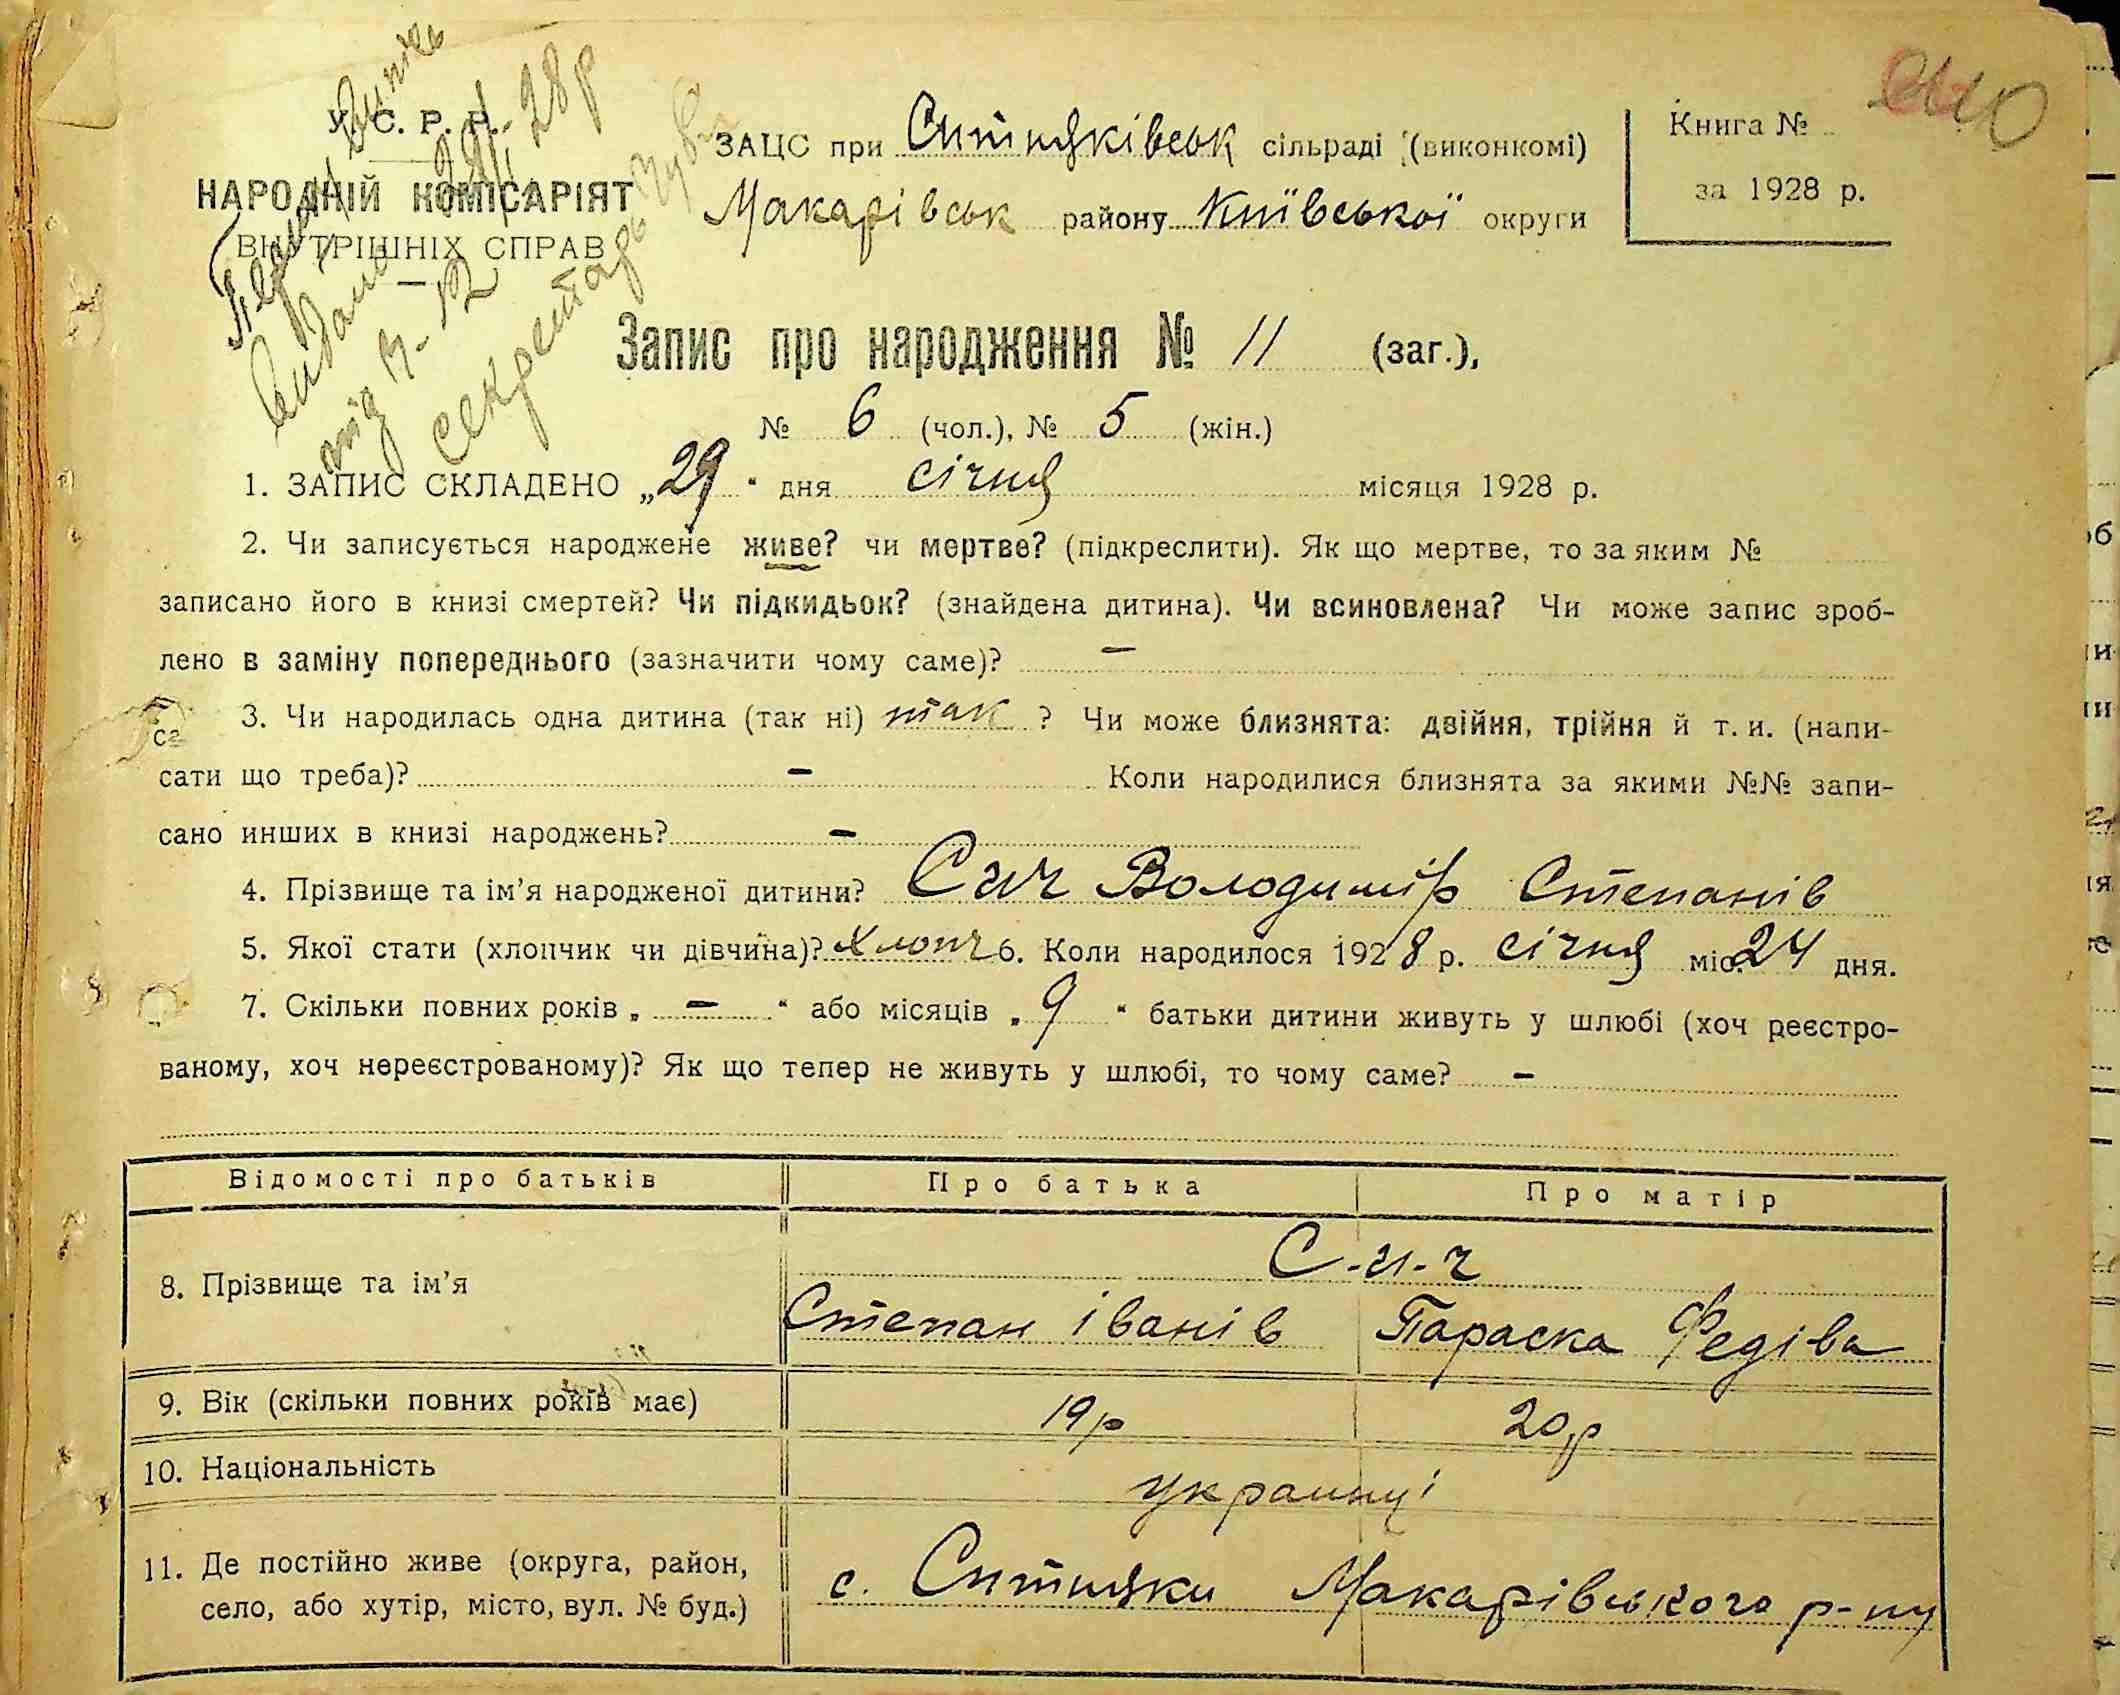 У. С. Р. Р.
НАРОДНІЙ КОМІСАРІЯТ
ВНУТРІШНІХ СПРАВ
28р
секретарь
ЗАЦС при Ситняківськ сільраді (виконкомі)
Макарівськ району Київської округи
Книга №
за 1928 р.
Запис про народження № 11 (заг.),
№ 6 (чол.), № 5 (жін.)
1. ЗАПИС СКЛАДЕНО „29“ дня січня місяця 1928 р.
2. Чи записується народжене живе? чи мертве? (підкреслити). Як що мертве, то за яким №
записано його в книзі смертей? Чи підкидьок? (знайдена дитина). Чи всиновлена? Чи може запис зроб-
лено в заміну попереднього (зазначити чому саме)? —
3. Чи народилась одна дитина (так ні) так ? Чи може близнята: двійня, трійня й т. и. (напи-
сати що треба)? — Коли народилися близнята за якими №№ запи-
сано инших в книзі народжень? —
4. Прізвище та ім’я народженої дитини? Сич Володимір Степанів
5. Якої стати (хлопчик чи дівчина)? хлопч 6. Коли народилося 1928 р. січня міс. 24 дня.
7. Скільки повних років „ — “ або місяців „ 9 “ батьки дитини живуть у шлюбі (хоч реєстро-
ваному, хоч нереєстрованому)? Як що тепер не живуть у шлюбі, то чому саме? —
Відомості про батьків Про батька Про матір
С-и-ч
8. Прізвище та ім’я Степан іванів Параска Федіва
9. Вік (скільки повних років має) 19р 20р
10. Національність украинці
11. Де постійно живе (округа, район, с. Ситняки Макарівського р-ну
село, або хутір, місто, вул. № буд.)